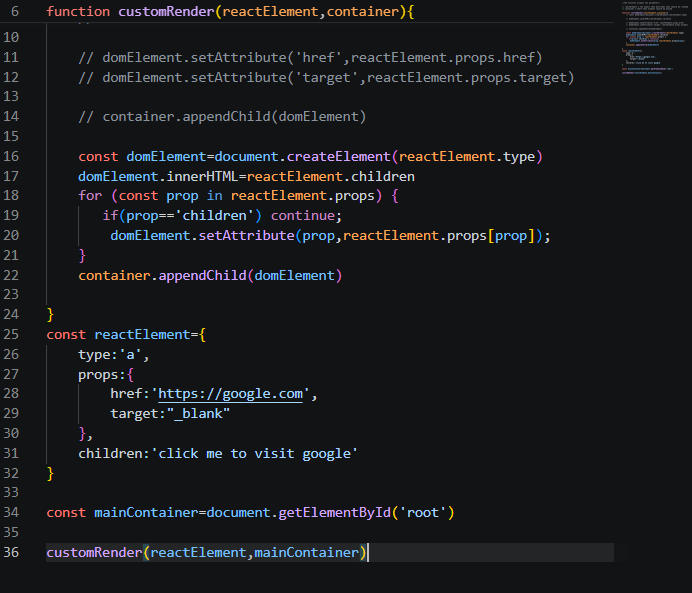 6 function customRender(reactElement,container){
10
11 // domElement.setAttribute('href',reactElement.props.href)
12 // domElement.setAttribute('target',reactElement.props.target)
13
14 // container.appendChild(domElement)
15
16 const domElement=document.createElement(reactElement.type)
17 domElement.innerHTML=reactElement.children
18 for (const prop in reactElement.props) {
19 if(prop=='children') continue;
20 domElement.setAttribute(prop,reactElement.props[prop]);
21 }
22 container.appendChild(domElement)
23
24 }
25 const reactElement={
26 type:'a',
27 props:{
28 href:'https://google.com',
29 target:"_blank"
30 },
31 children:'click me to visit google'
32 }
33
34 const mainContainer=document.getElementById('root')
35
36 customRender(reactElement,mainContainer)